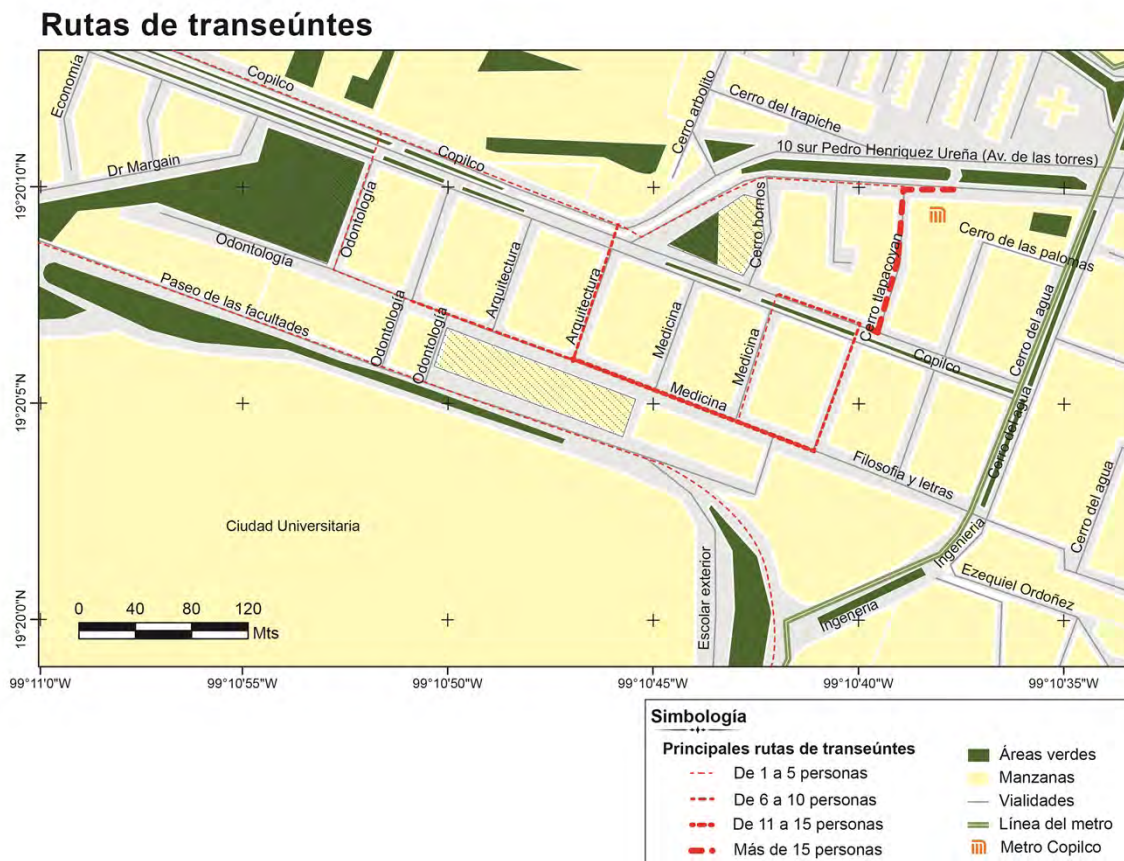 Rutas de transeúntes
Economía
Copilco
Cerro arbolito
Cerro del trapiche
Dr Margain
Copilco
10 sur Pedro Henriquez Ureña (Av. de las torres)
19°20'10"N
Odontología
Odontología
Arquitectura
Arquitectura
Cerro hornos
Cerro tlapacoyan
Cerro de las palomas
Paseo de las facultades
Odontología
Odontología
Medicina
Medicina
Medicina
Copilco
Cerro del agua
Cerro del agua
Cerro del agua
19°20'5"N
Filosofia y letras
Ciudad Universitaria
Escolar exterior
Ingenieria
Ingeneria
Ezequiel Ordoñez
19°20'0"N
0 40 80 120
Mts
99°11'0"W 99°10'55"W 99°10'50"W 99°10'45"W 99°10'40"W 99°10'35"W
Simbología
Principales rutas de transeúntes
De 1 a 5 personas
De 6 a 10 personas
De 11 a 15 personas
Más de 15 personas
Áreas verdes
Manzanas
Vialidades
Línea del metro
Metro Copilco